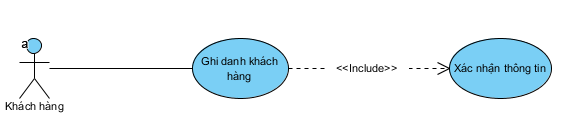 a
Khách hàng
Ghi danh khách
hàng
<<Include>>
Xác nhận thông tin